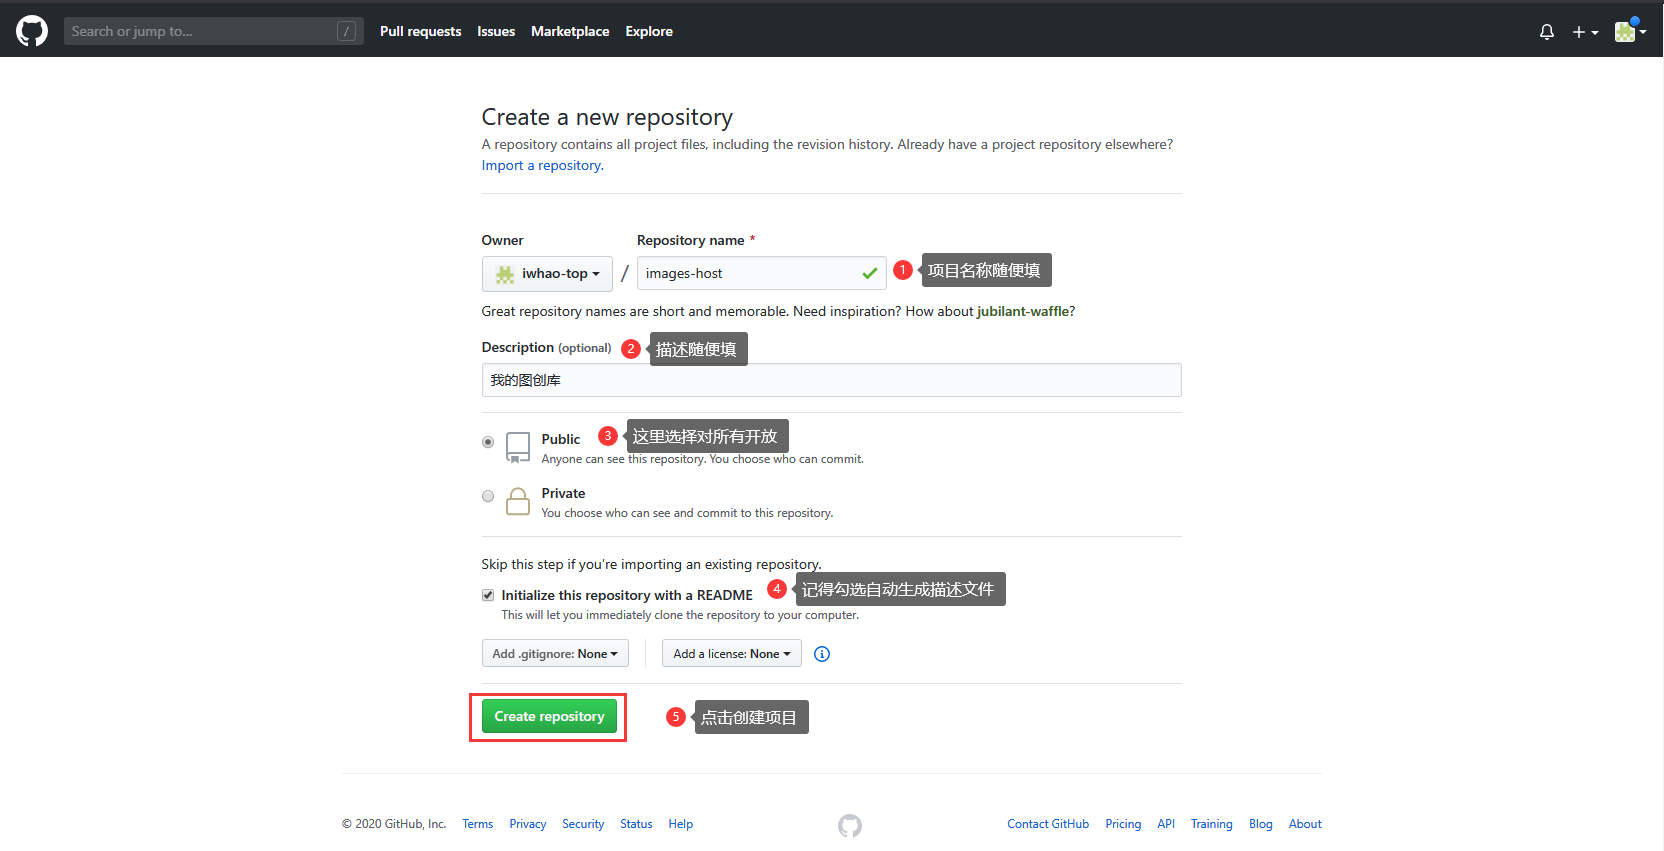 Search or jump to... / Pull requests Issues Marketplace Explore
Create a new repository
A repository contains all project files, including the revision history. Already have a project repository elsewhere?
Import a repository.
Owner Repository name *
iwhao-top / images-host 1 项目名称随便填
Great repository names are short and memorable. Need inspiration? How about jubilant-waffle?
Description (optional) 2 描述随便填
我的图创库
Public 3 这里选择对所有开放
Anyone can see this repository. You choose who can commit.
Private
You choose who can see and commit to this repository.
Skip this step if you're importing an existing repository.
Initialize this repository with a README 4 记得勾选自动生成描述文件
This will let you immediately clone the repository to your computer.
Add .gitignore: None Add a license: None
Create repository 5 点击创建项目
© 2020 GitHub, Inc. Terms Privacy Security Status Help Contact GitHub Pricing API Training Blog About